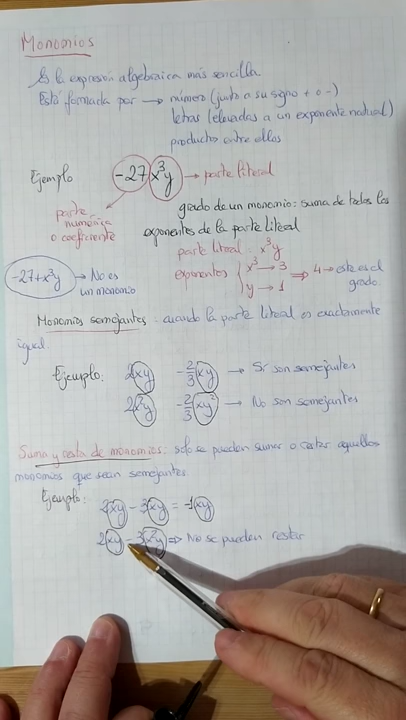 Monomios
Es la expresión algebraica más sencilla
Está formada por → número (junto a su signo + o -)
letras (elevadas a un exponente natural)
producto entre ellos
Ejemplo -27x³y → parte literal
parte numérica o coeficiente
grado de un monomio: suma de todos los
exponentes de la parte literal
parte literal: x³y
exponentes { x³ → 3
y → 1
⇒ 4 → este es el grado.
-27+x³y → No es un monomio
Monomios semejantes: cuando la parte literal es exactamente
igual.
Ejemplo: 2xy -2/3xy → Sí son semejantes
-2/3xy² → No son semejantes
Suma y resta de monomios: solo se pueden sumar o restar aquellos
monomios que sean semejantes.
Ejemplo: 2xy - 3xy = -1xy
2xy - 3x²y ⇒ No se pueden restar